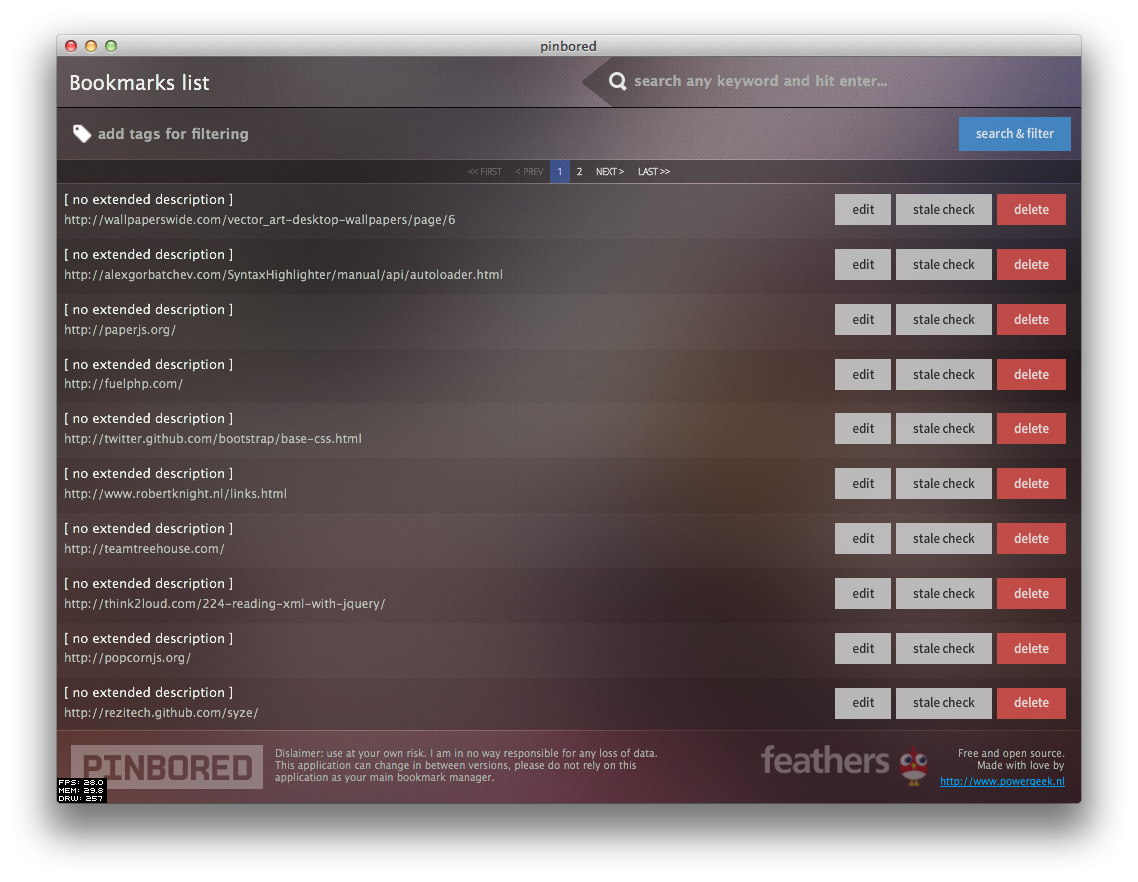 pinbored
Bookmarks list
search any keyword and hit enter...
add tags for filtering
search & filter
<< FIRST < PREV 1 2 NEXT > LAST >>
[ no extended description ]
http://wallpaperswide.com/vector_art-desktop-wallpapers/page/6
edit stale check delete
[ no extended description ]
http://alexgorbatchev.com/SyntaxHighlighter/manual/api/autoloader.html
edit stale check delete
[ no extended description ]
http://paperjs.org/
edit stale check delete
[ no extended description ]
http://fuelphp.com/
edit stale check delete
[ no extended description ]
http://twitter.github.com/bootstrap/base-css.html
edit stale check delete
[ no extended description ]
http://www.robertknight.nl/links.html
edit stale check delete
[ no extended description ]
http://teamtreehouse.com/
edit stale check delete
[ no extended description ]
http://think2loud.com/224-reading-xml-with-jquery/
edit stale check delete
[ no extended description ]
http://popcornjs.org/
edit stale check delete
[ no extended description ]
http://rezitech.github.com/syze/
edit stale check delete
PINBORED
Dislaimer: use at your own risk. I am in no way responsible for any loss of data.
This application can change in between versions, please do not rely on this
application as your main bookmark manager.
feathers
Free and open source.
Made with love by
http://www.powergeek.nl
FPS: 28.0
MEM: 29.8
DRW: 257